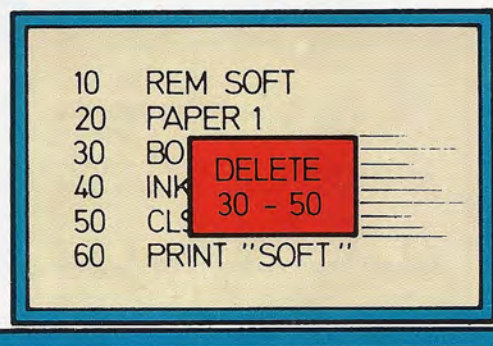 10 REM SOFT
20 PAPER 1
30 BO
40 INK
50 CLS
60 PRINT "SOFT"
DELETE
30 - 50